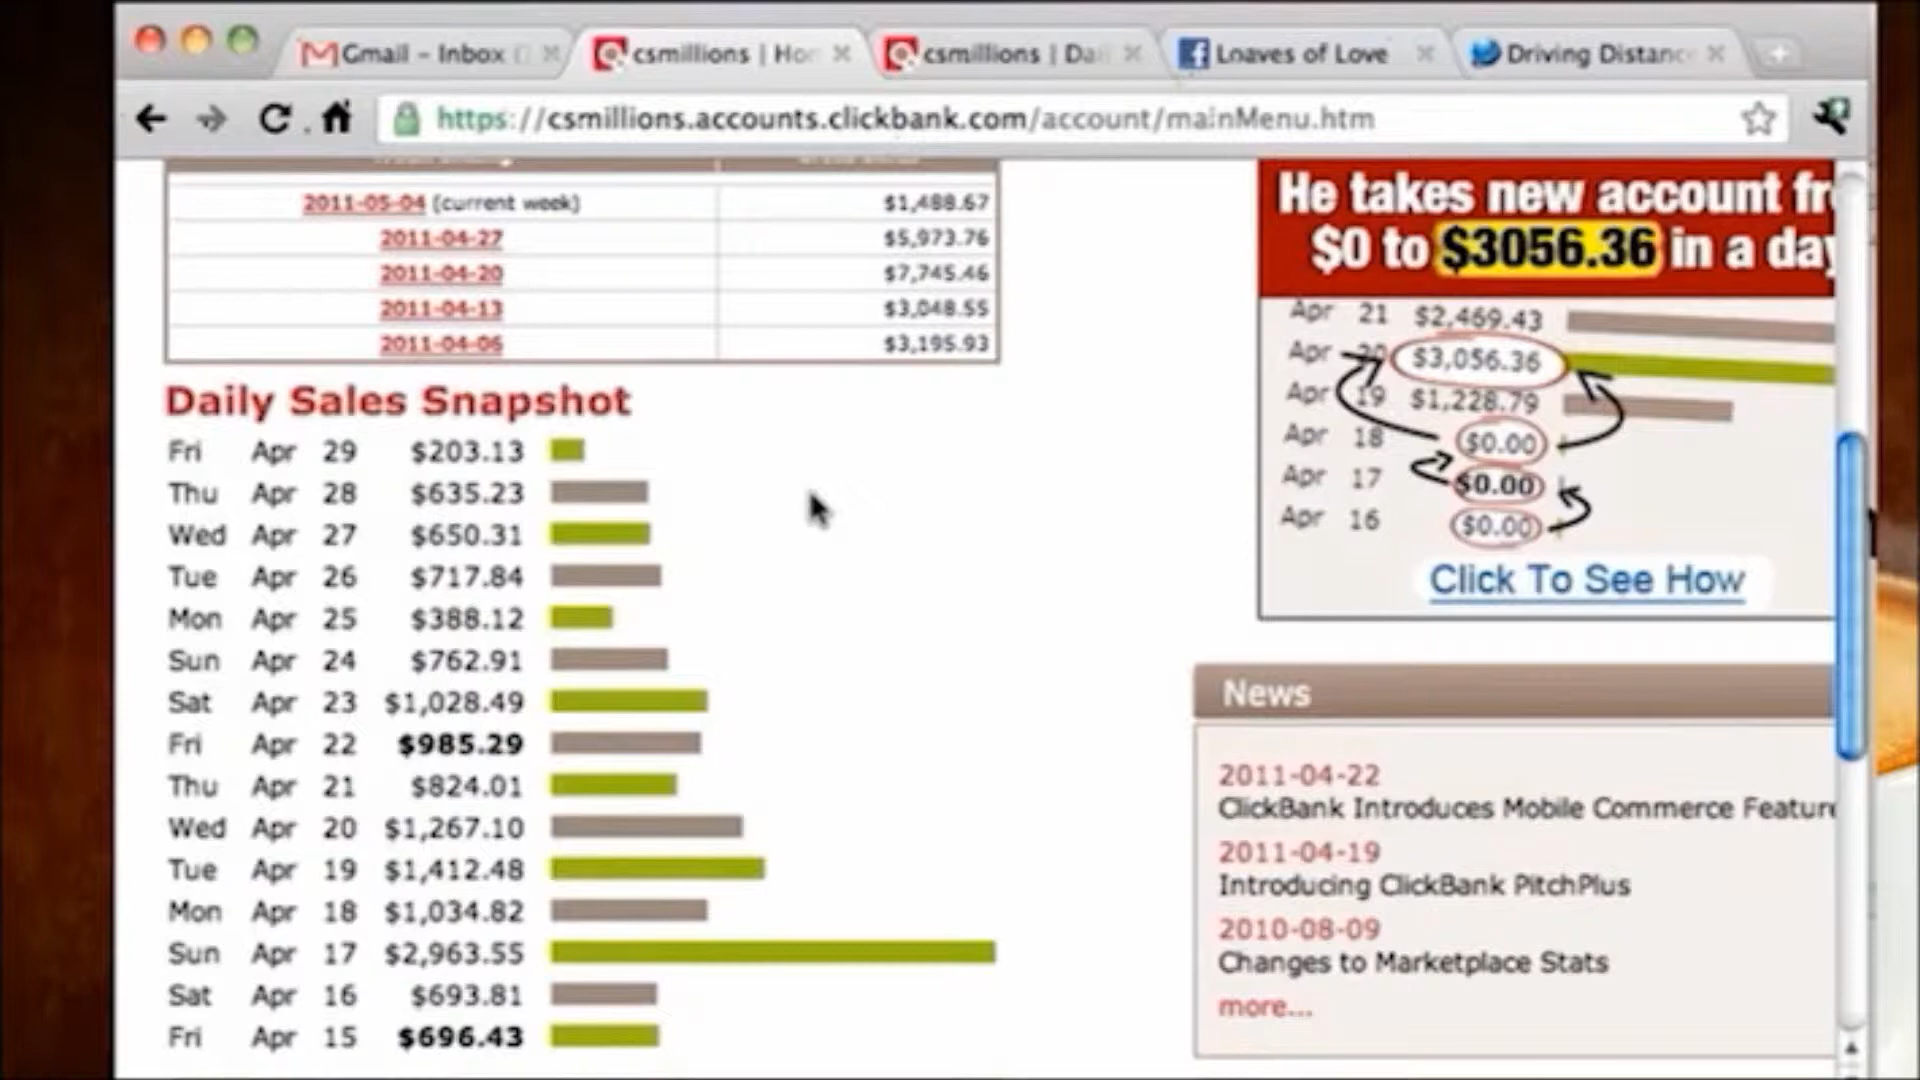 Gmail - Inbox
csmillions | Hor
csmillions | Dai
Loaves of Love
Driving Distanc
https://csmillions.accounts.clickbank.com/account/mainMenu.htm
2011-05-04 (current week) $1,488.67
2011-04-27 $5,973.76
2011-04-20 $7,745.46
2011-04-13 $3,048.55
2011-04-06 $3,195.93
Daily Sales Snapshot
Fri Apr 29 $203.13
Thu Apr 28 $635.23
Wed Apr 27 $650.31
Tue Apr 26 $717.84
Mon Apr 25 $388.12
Sun Apr 24 $762.91
Sat Apr 23 $1,028.49
Fri Apr 22 $985.29
Thu Apr 21 $824.01
Wed Apr 20 $1,267.10
Tue Apr 19 $1,412.48
Mon Apr 18 $1,034.82
Sun Apr 17 $2,963.55
Sat Apr 16 $693.81
Fri Apr 15 $696.43
He takes new account fr
$0 to $3056.36 in a day
Apr 21 $2,469.43
Apr 20 $3,056.36
Apr 19 $1,228.79
Apr 18 $0.00
Apr 17 $0.00
Apr 16 $0.00
Click To See How
News
2011-04-22
ClickBank Introduces Mobile Commerce Feature
2011-04-19
Introducing ClickBank PitchPlus
2010-08-09
Changes to Marketplace Stats
more...